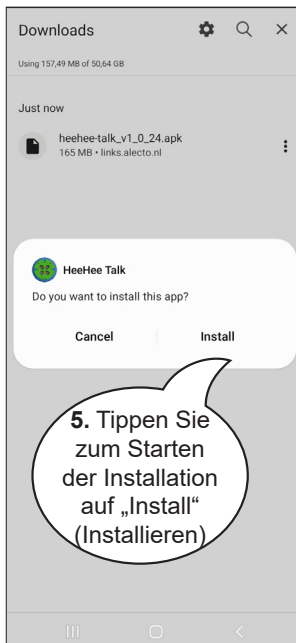 Downloads
Using 157,49 MB of 50,64 GB
Just now
heehee-talk_v1_0_24.apk
165 MB • links.alecto.nl
HeeHee Talk
Do you want to install this app?
Cancel Install
5. Tippen Sie
zum Starten
der Installation
auf „Install“
(Installieren)